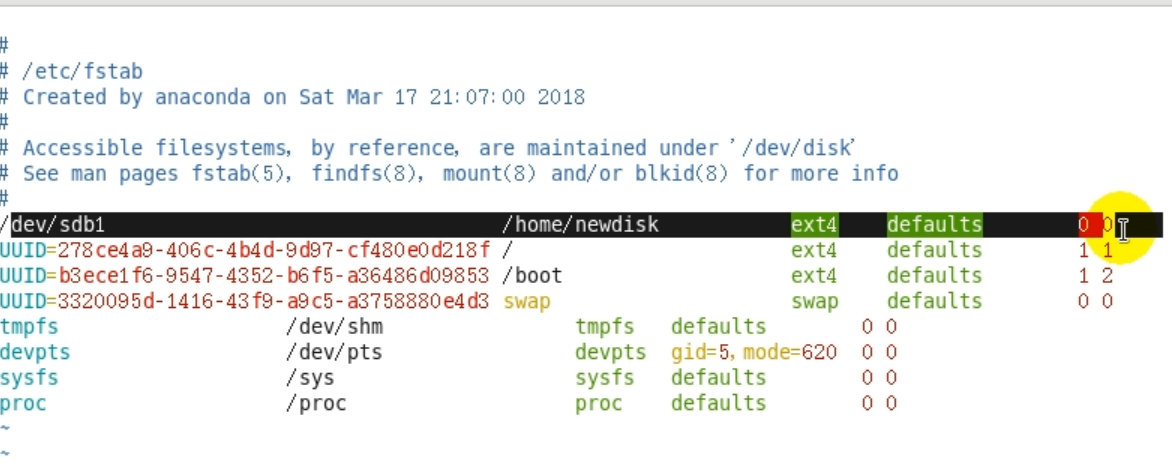 #
# /etc/fstab
# Created by anaconda on Sat Mar 17 21:07:00 2018
#
# Accessible filesystems, by reference, are maintained under '/dev/disk'
# See man pages fstab(5), findfs(8), mount(8) and/or blkid(8) for more info
#
/dev/sdb1 /home/newdisk ext4 defaults 0 0
UUID=278ce4a9-406c-4b4d-9d97-cf480e0d218f / ext4 defaults 1 1
UUID=b3ece1f6-9547-4352-b6f5-a36486d09853 /boot ext4 defaults 1 2
UUID=3320095d-1416-43f9-a9c5-a3758880e4d3 swap swap defaults 0 0
tmpfs /dev/shm tmpfs defaults 0 0
devpts /dev/pts devpts gid=5,mode=620 0 0
sysfs /sys sysfs defaults 0 0
proc /proc proc defaults 0 0
~
~